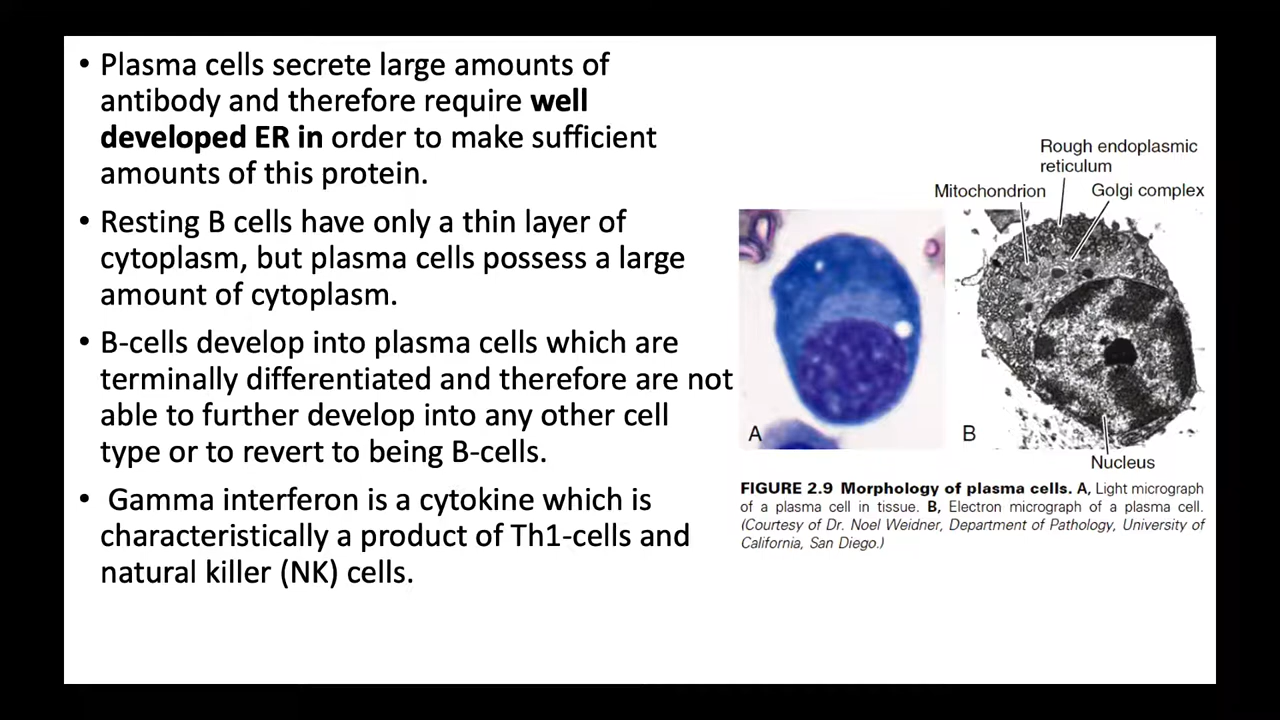 • Plasma cells secrete large amounts of
antibody and therefore require well
developed ER in order to make sufficient
amounts of this protein.
• Resting B cells have only a thin layer of
cytoplasm, but plasma cells possess a large
amount of cytoplasm.
• B-cells develop into plasma cells which are
terminally differentiated and therefore are not
able to further develop into any other cell
type or to revert to being B-cells.
• Gamma interferon is a cytokine which is
characteristically a product of Th1-cells and
natural killer (NK) cells.
Rough endoplasmic
reticulum
Mitochondrion
Golgi complex
A
B
Nucleus
FIGURE 2.9 Morphology of plasma cells. A, Light micrograph
of a plasma cell in tissue. B, Electron micrograph of a plasma cell.
(Courtesy of Dr. Noel Weidner, Department of Pathology, University of
California, San Diego.)